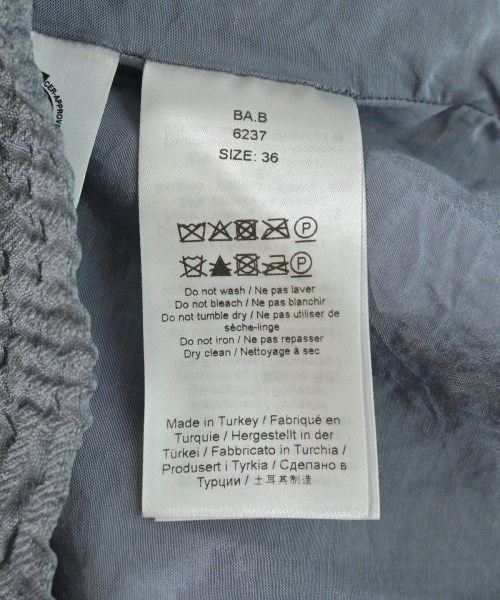 CER-APPROV
BA.B
6237
SIZE: 36
P
P
Do not wash / Ne pas laver
Do not bleach / Ne pas blanchir
Do not tumble dry / Ne pas utiliser de
sèche-linge
Do not iron / Ne pas repasser
Dry clean / Nettoyage à sec
Made in Turkey / Fabriqué en
Turquie / Hergestellt in der
Türkei / Fabbricato in Turchia /
Produsert i Tyrkia / Сделано в
Турции / 土耳其制造